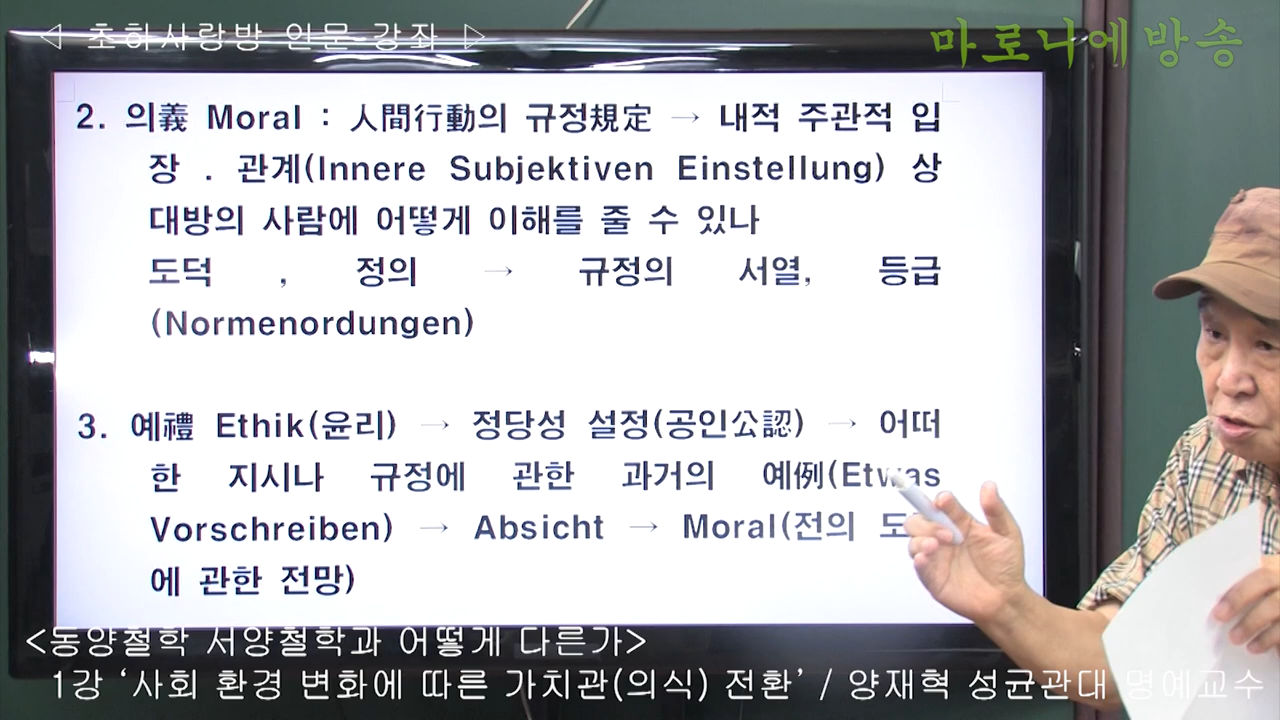 ◁ 초하사랑방 인문 강좌 ▷
마로니에방송
2. 의義 Moral : 人間行動의 규정規定 → 내적 주관적 입
장 . 관계(Innere Subjektiven Einstellung) 상
대방의 사람에 어떻게 이해를 줄 수 있나
도덕 , 정의 → 규정의 서열, 등급
(Normenordungen)
3. 예禮 Ethik(윤리) → 정당성 설정(공인公認) → 어떠
한 지시나 규정에 관한 과거의 예例(Etwas
Vorschreiben) → Absicht → Moral(전의
에 관한 전망)
<동양철학 서양철학과 어떻게 다른가>
1강 ‘사회 환경 변화에 따른 가치관(의식) 전환’ / 양재혁 성균관대 명예교수